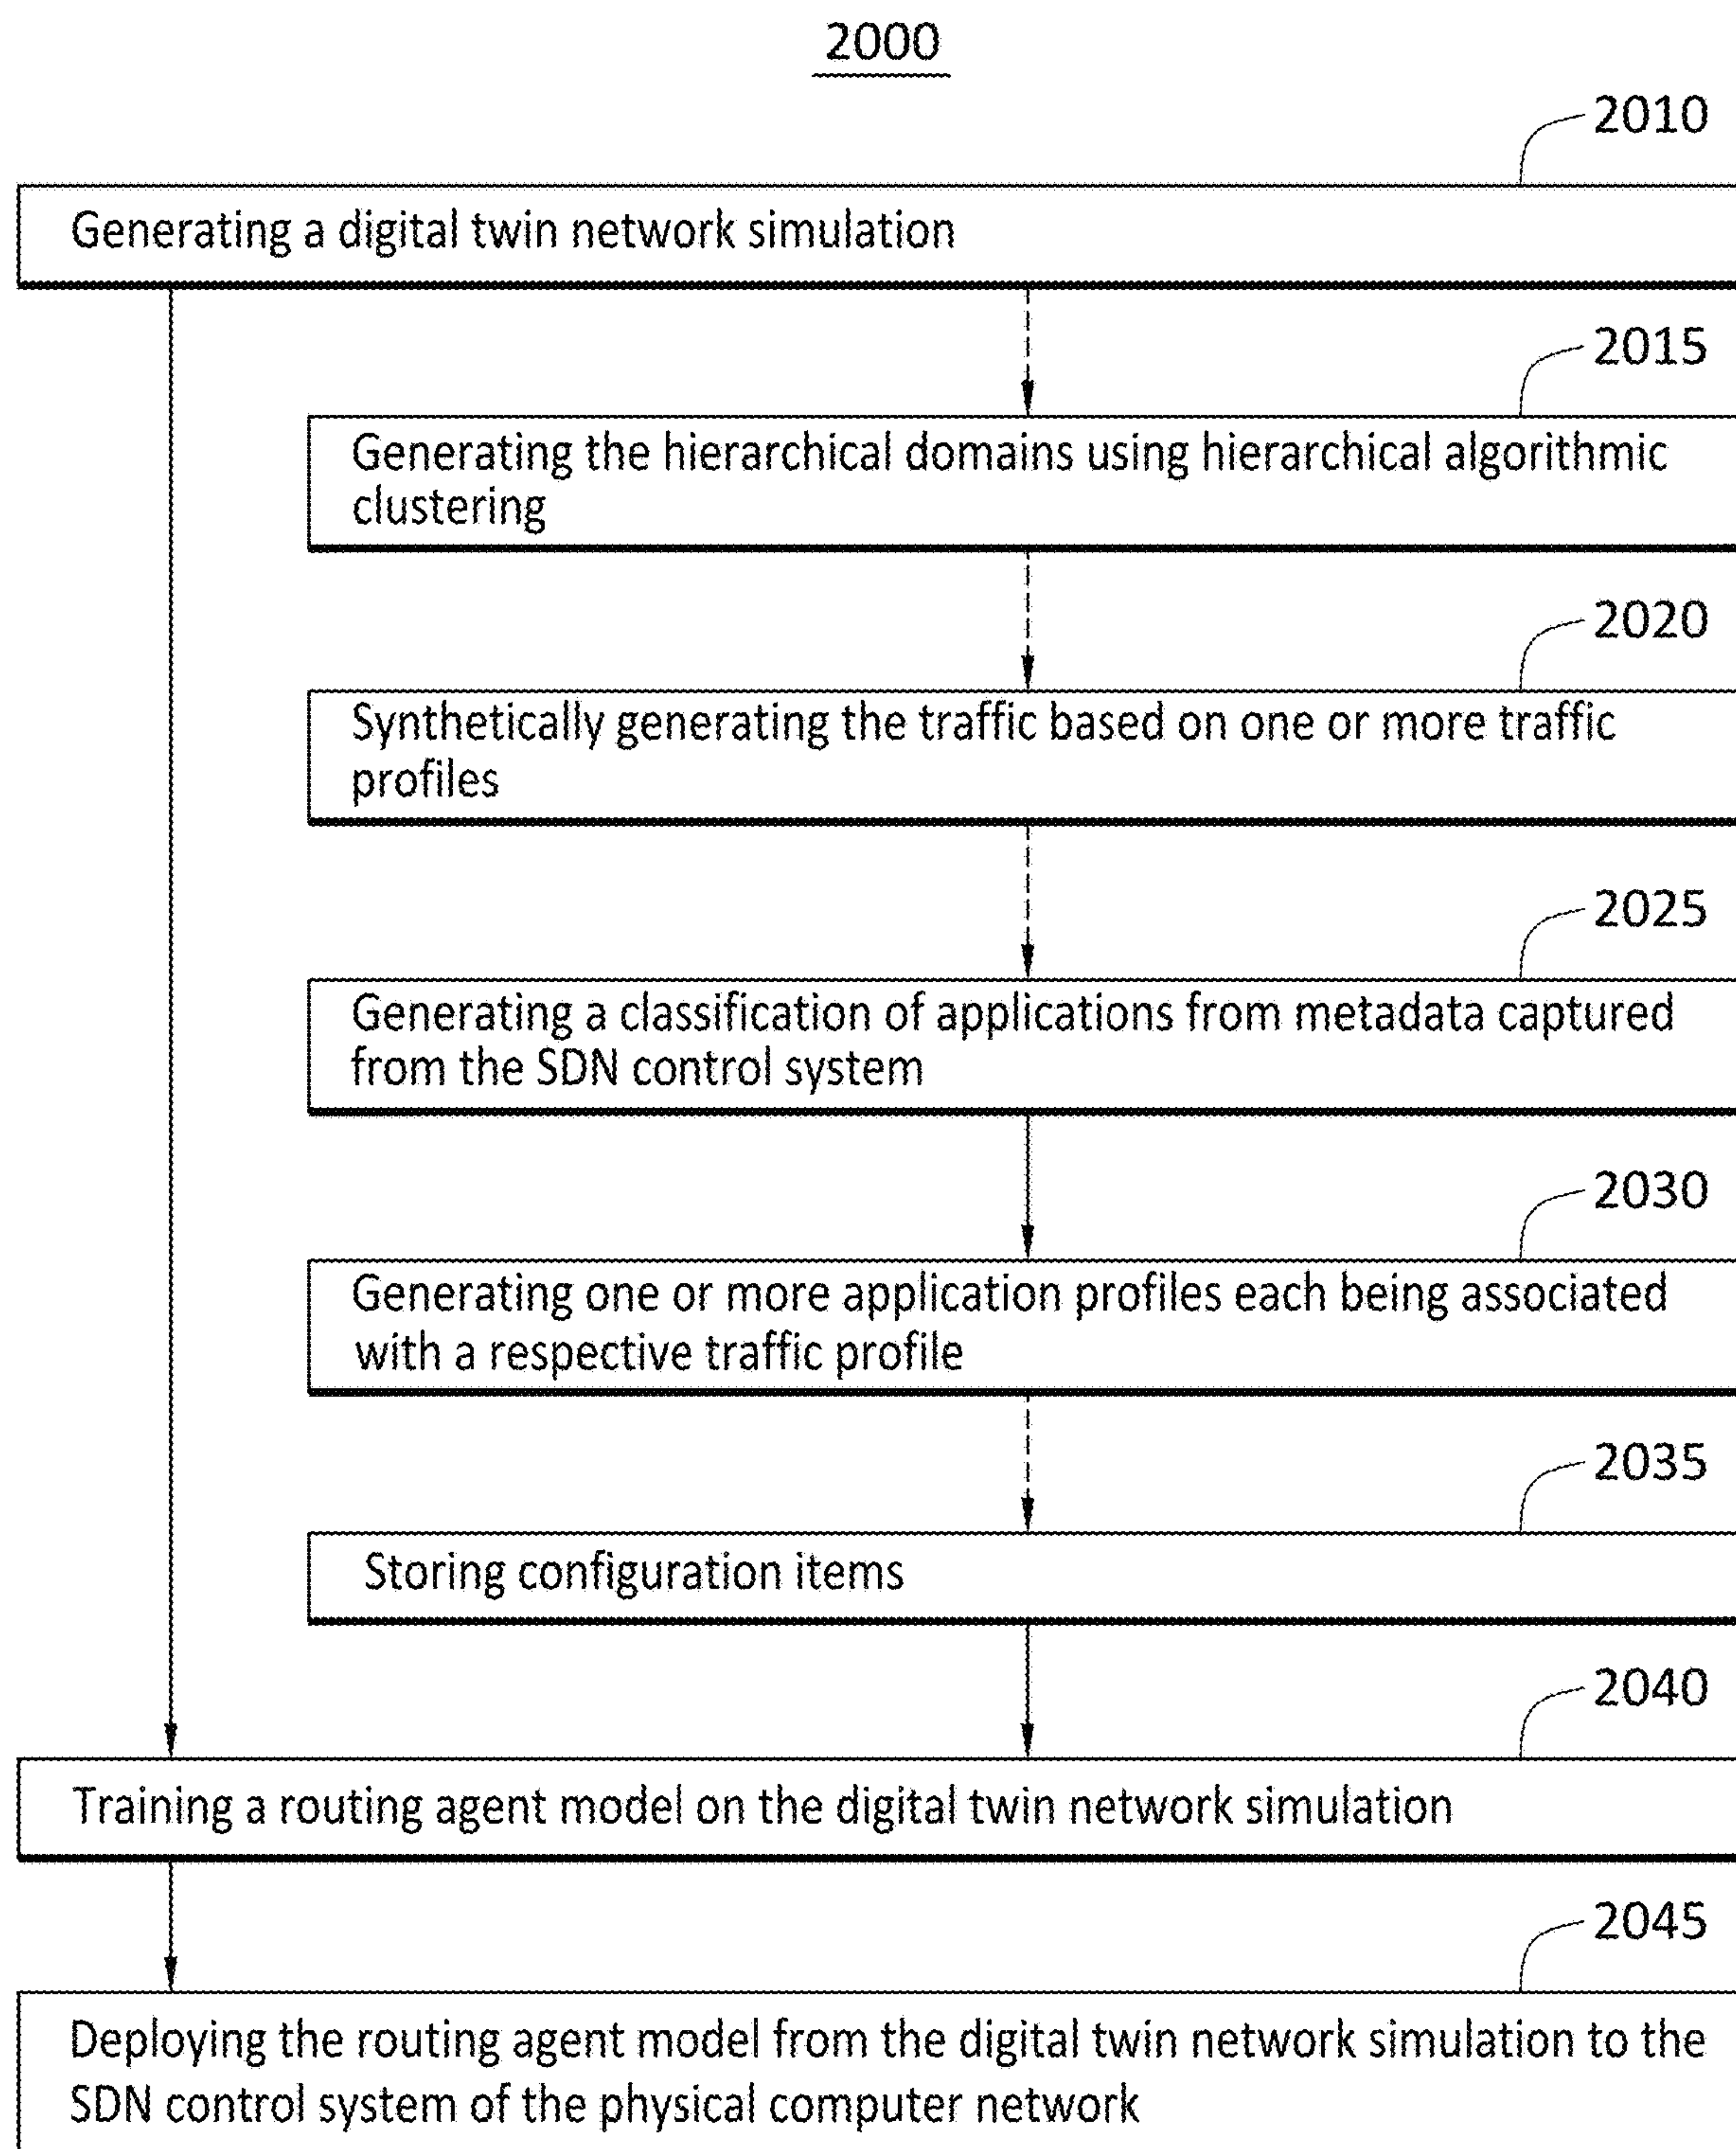 2000
2010
Generating a digital twin network simulation
2015
Generating the hierarchical domains using hierarchical algorithmic
clustering
2020
Synthetically generating the traffic based on one or more traffic
profiles
2025
Generating a classification of applications from metadata captured
from the SDN control system
2030
Generating one or more application profiles each being associated
with a respective traffic profile
2035
Storing configuration items
2040
Training a routing agent model on the digital twin network simulation
2045
Deploying the routing agent model from the digital twin network simulation to the
SDN control system of the physical computer network